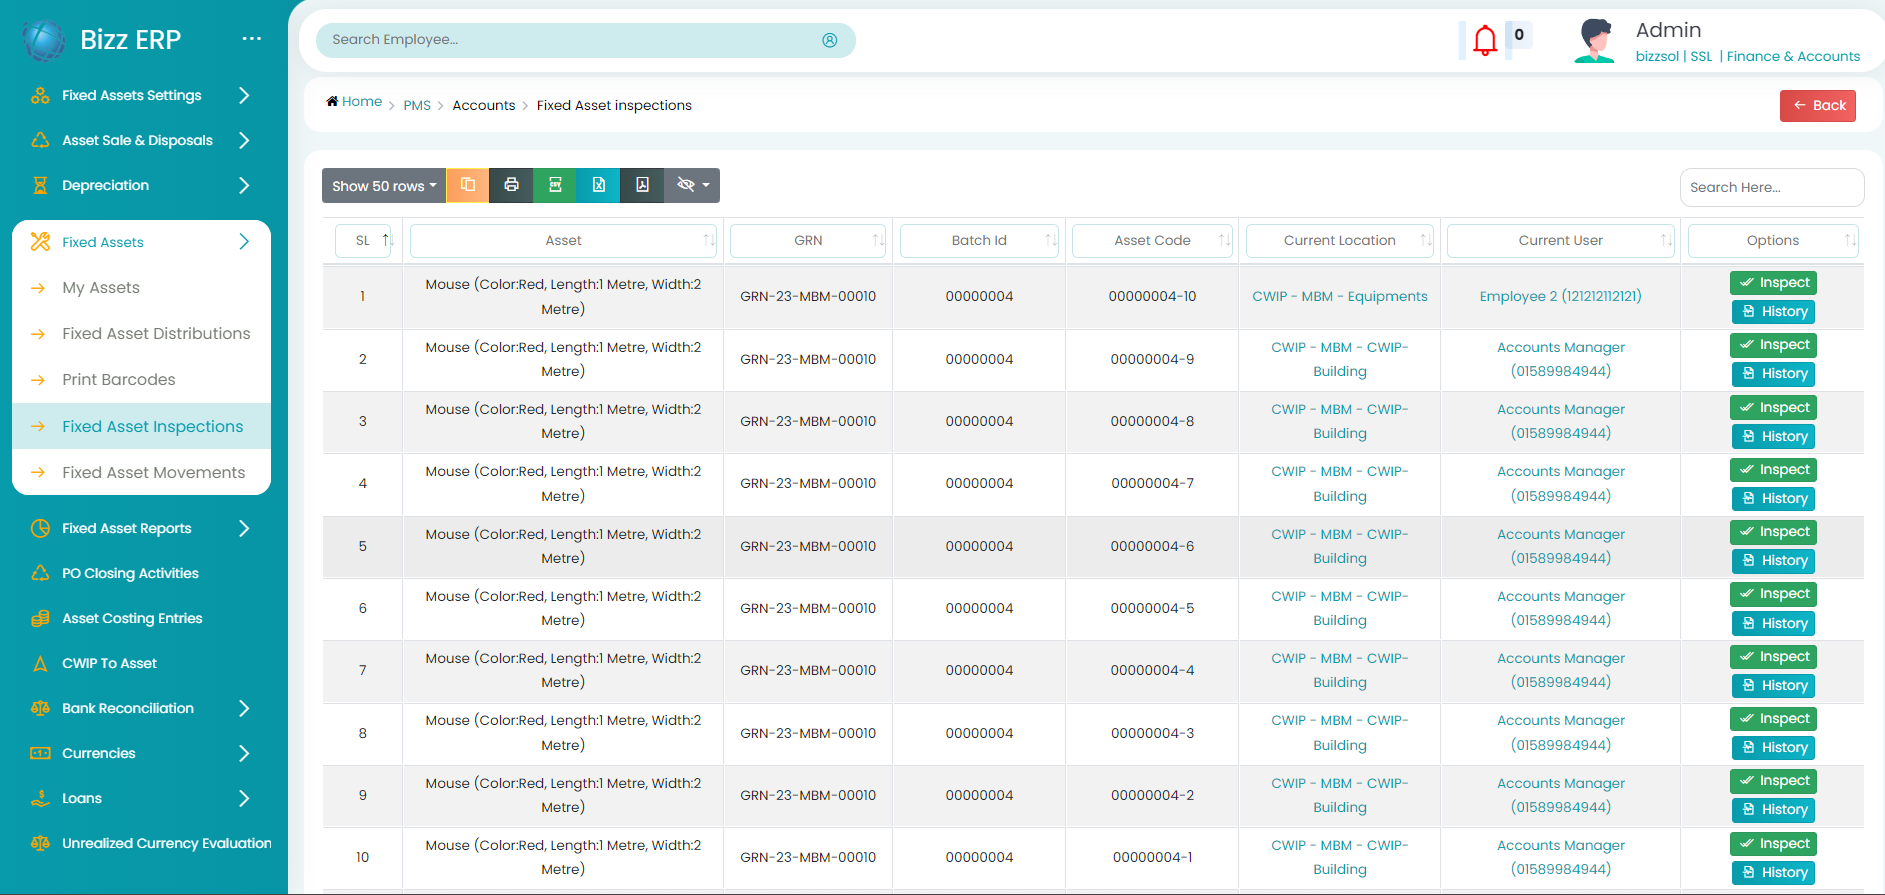 Bizz ERP
Fixed Assets Settings
Asset Sale & Disposals
Depreciation
Fixed Assets
My Assets
Fixed Asset Distributions
Print Barcodes
Fixed Asset Inspections
Fixed Asset Movements
Fixed Asset Reports
PO Closing Activities
Asset Costing Entries
CWIP To Asset
Bank Reconciliation
Currencies
Loans
Unrealized Currency Evaluation
Search Employee...
0
Admin
bizzsol | SSL | Finance & Accounts
Home > PMS > Accounts > Fixed Asset inspections
Back
Show 50 rows
CSV
Search Here...
SL Asset GRN Batch Id Asset Code Current Location Current User Options
1 Mouse (Color:Red, Length:1 Metre, Width:2 Metre) GRN-23-MBM-00010 00000004 00000004-10 CWIP - MBM - Equipments Employee 2 (121212112121) Inspect History
2 Mouse (Color:Red, Length:1 Metre, Width:2 Metre) GRN-23-MBM-00010 00000004 00000004-9 CWIP - MBM - CWIP-Building Accounts Manager (01589984944) Inspect History
3 Mouse (Color:Red, Length:1 Metre, Width:2 Metre) GRN-23-MBM-00010 00000004 00000004-8 CWIP - MBM - CWIP-Building Accounts Manager (01589984944) Inspect History
4 Mouse (Color:Red, Length:1 Metre, Width:2 Metre) GRN-23-MBM-00010 00000004 00000004-7 CWIP - MBM - CWIP-Building Accounts Manager (01589984944) Inspect History
5 Mouse (Color:Red, Length:1 Metre, Width:2 Metre) GRN-23-MBM-00010 00000004 00000004-6 CWIP - MBM - CWIP-Building Accounts Manager (01589984944) Inspect History
6 Mouse (Color:Red, Length:1 Metre, Width:2 Metre) GRN-23-MBM-00010 00000004 00000004-5 CWIP - MBM - CWIP-Building Accounts Manager (01589984944) Inspect History
7 Mouse (Color:Red, Length:1 Metre, Width:2 Metre) GRN-23-MBM-00010 00000004 00000004-4 CWIP - MBM - CWIP-Building Accounts Manager (01589984944) Inspect History
8 Mouse (Color:Red, Length:1 Metre, Width:2 Metre) GRN-23-MBM-00010 00000004 00000004-3 CWIP - MBM - CWIP-Building Accounts Manager (01589984944) Inspect History
9 Mouse (Color:Red, Length:1 Metre, Width:2 Metre) GRN-23-MBM-00010 00000004 00000004-2 CWIP - MBM - CWIP-Building Accounts Manager (01589984944) Inspect History
10 Mouse (Color:Red, Length:1 Metre, Width:2 Metre) GRN-23-MBM-00010 00000004 00000004-1 CWIP - MBM - CWIP-Building Accounts Manager (01589984944) Inspect History